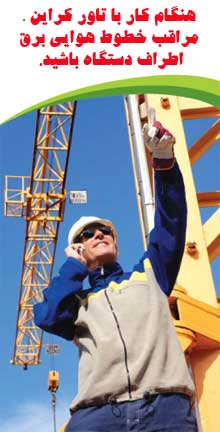 هنگام کار با تاور کراین ،
مراقب خطوط هوایی برق
اطراف دستگاه باشید.